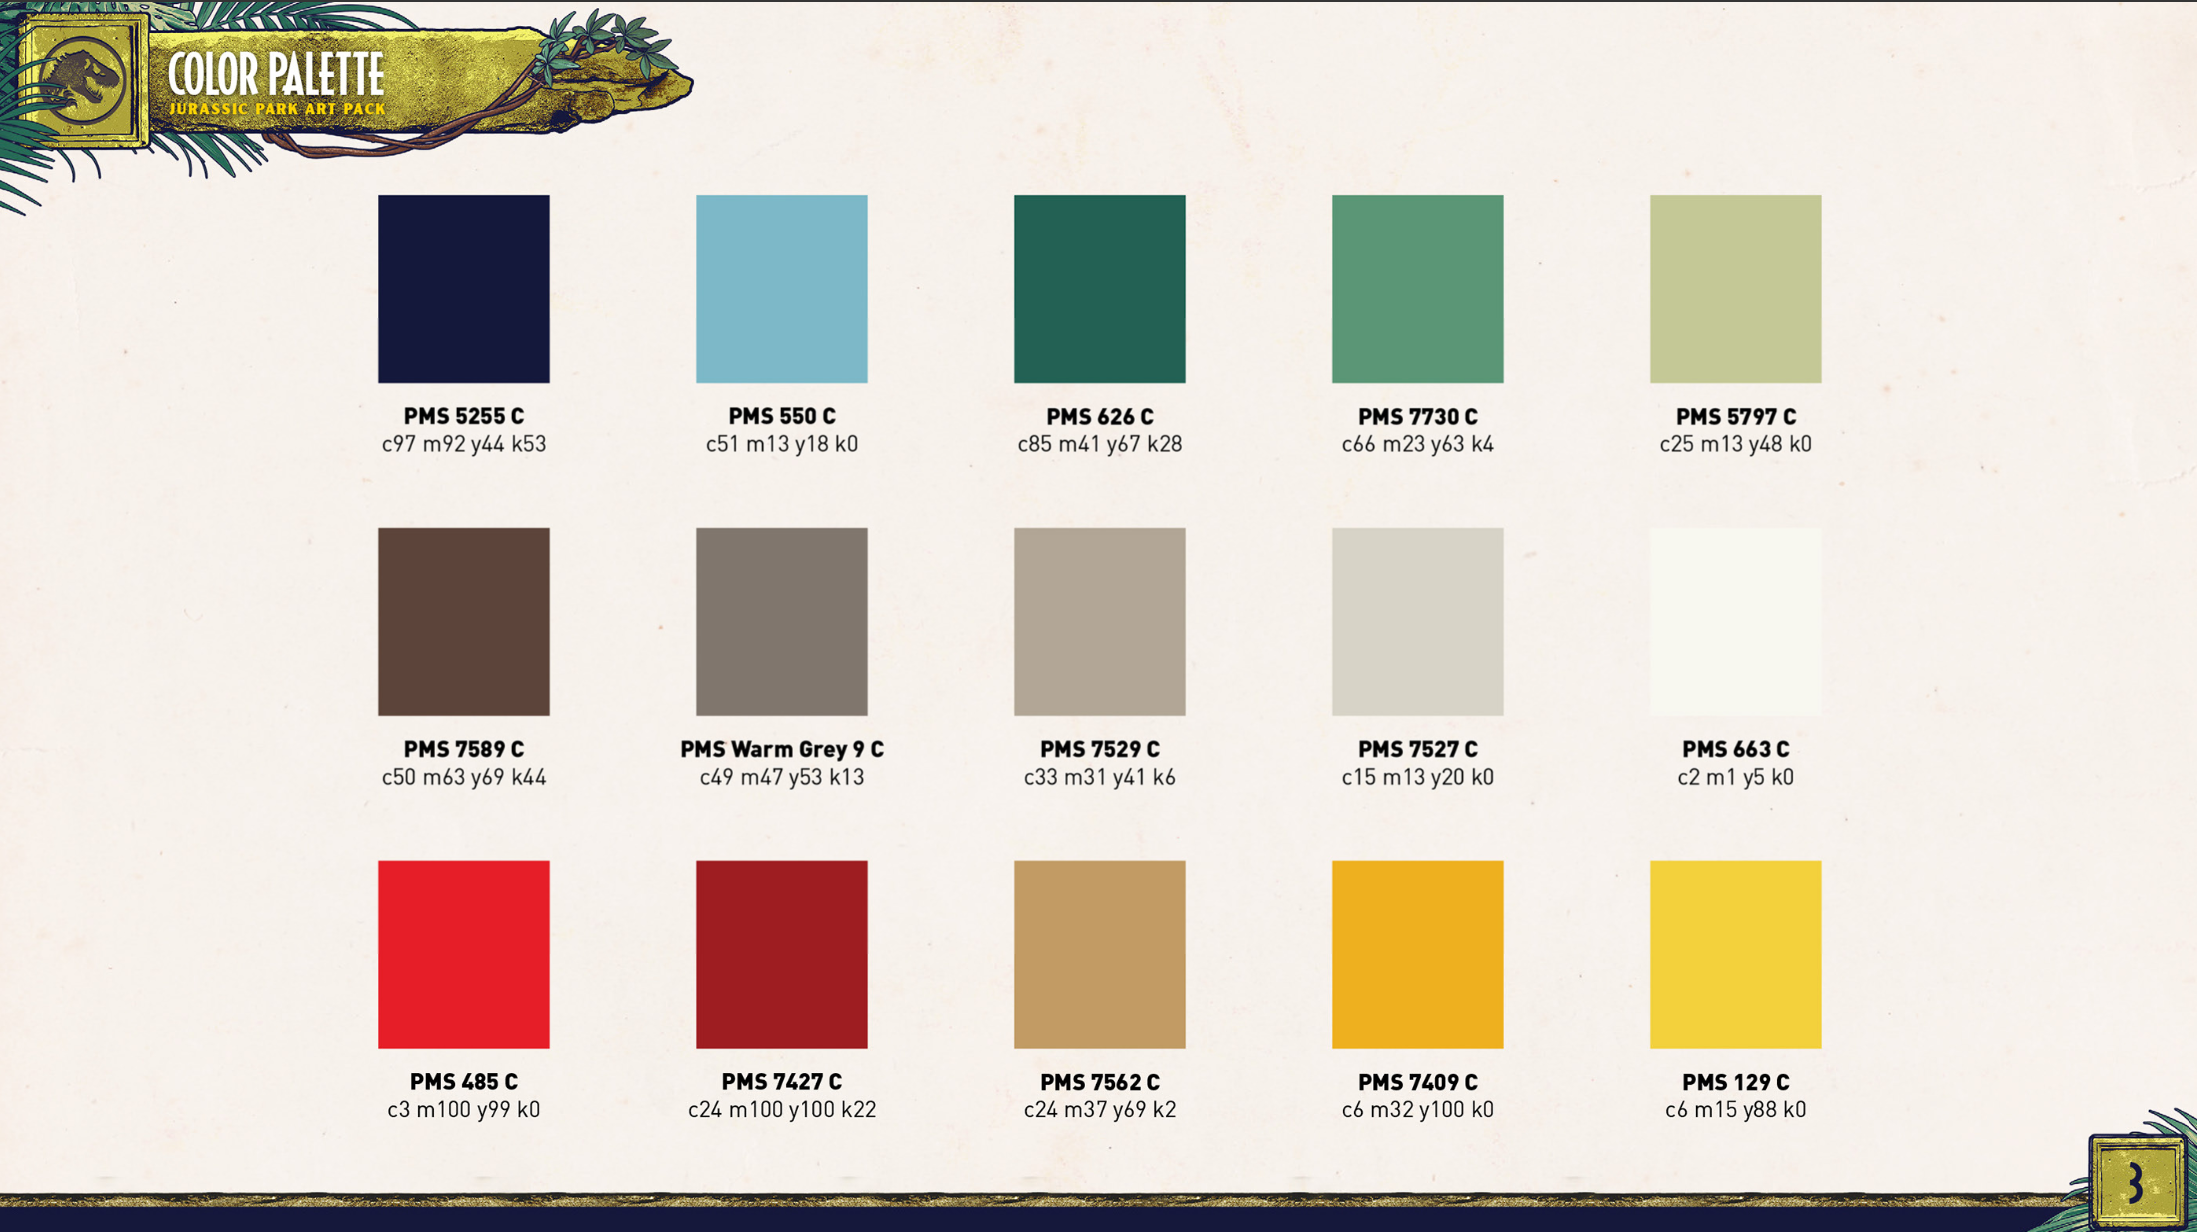 COLOR PALETTE
JURASSIC PARK ART PACK
PMS 5255 C
c97 m92 y44 k53
PMS 550 C
c51 m13 y18 k0
PMS 626 C
c85 m41 y67 k28
PMS 7730 C
c66 m23 y63 k4
PMS 5797 C
c25 m13 y48 k0
PMS 7589 C
c50 m63 y69 k44
PMS Warm Grey 9 C
c49 m47 y53 k13
PMS 7529 C
c33 m31 y41 k6
PMS 7527 C
c15 m13 y20 k0
PMS 663 C
c2 m1 y5 k0
PMS 485 C
c3 m100 y99 k0
PMS 7427 C
c24 m100 y100 k22
PMS 7562 C
c24 m37 y69 k2
PMS 7409 C
c6 m32 y100 k0
PMS 129 C
c6 m15 y88 k0
3